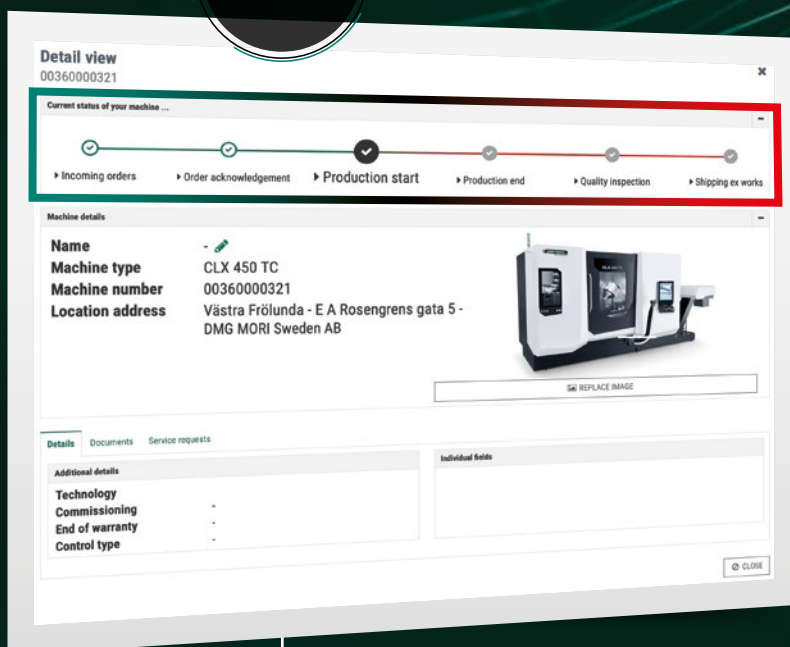 Detail view
00360000321
Current status of your machine ...
Incoming orders
Order acknowledgement
Production start
Production end
Quality inspection
Shipping ex works
Machine details
Name -
Machine type CLX 450 TC
Machine number 00360000321
Location address Västra Frölunda - E A Rosengrens gata 5 -
DMG MORI Sweden AB
REPLACE IMAGE
Details Documents Service requests
Additional details
Technology
Commissioning -
End of warranty -
Control type -
Individual fields
CLOSE